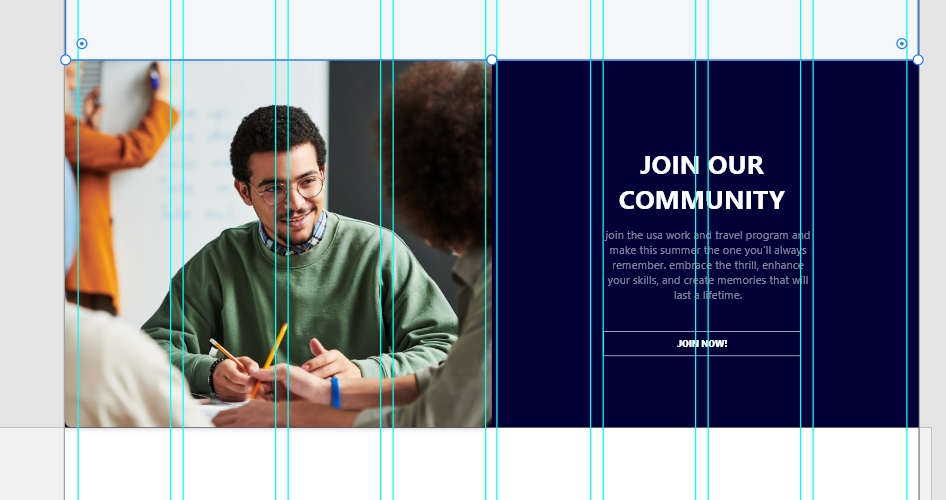 JOIN OUR
COMMUNITY
join the usa work and travel program and
make this summer the one you'll always
remember. embrace the thrill, enhance
your skills, and create memories that will
last a lifetime.
JOIN NOW!